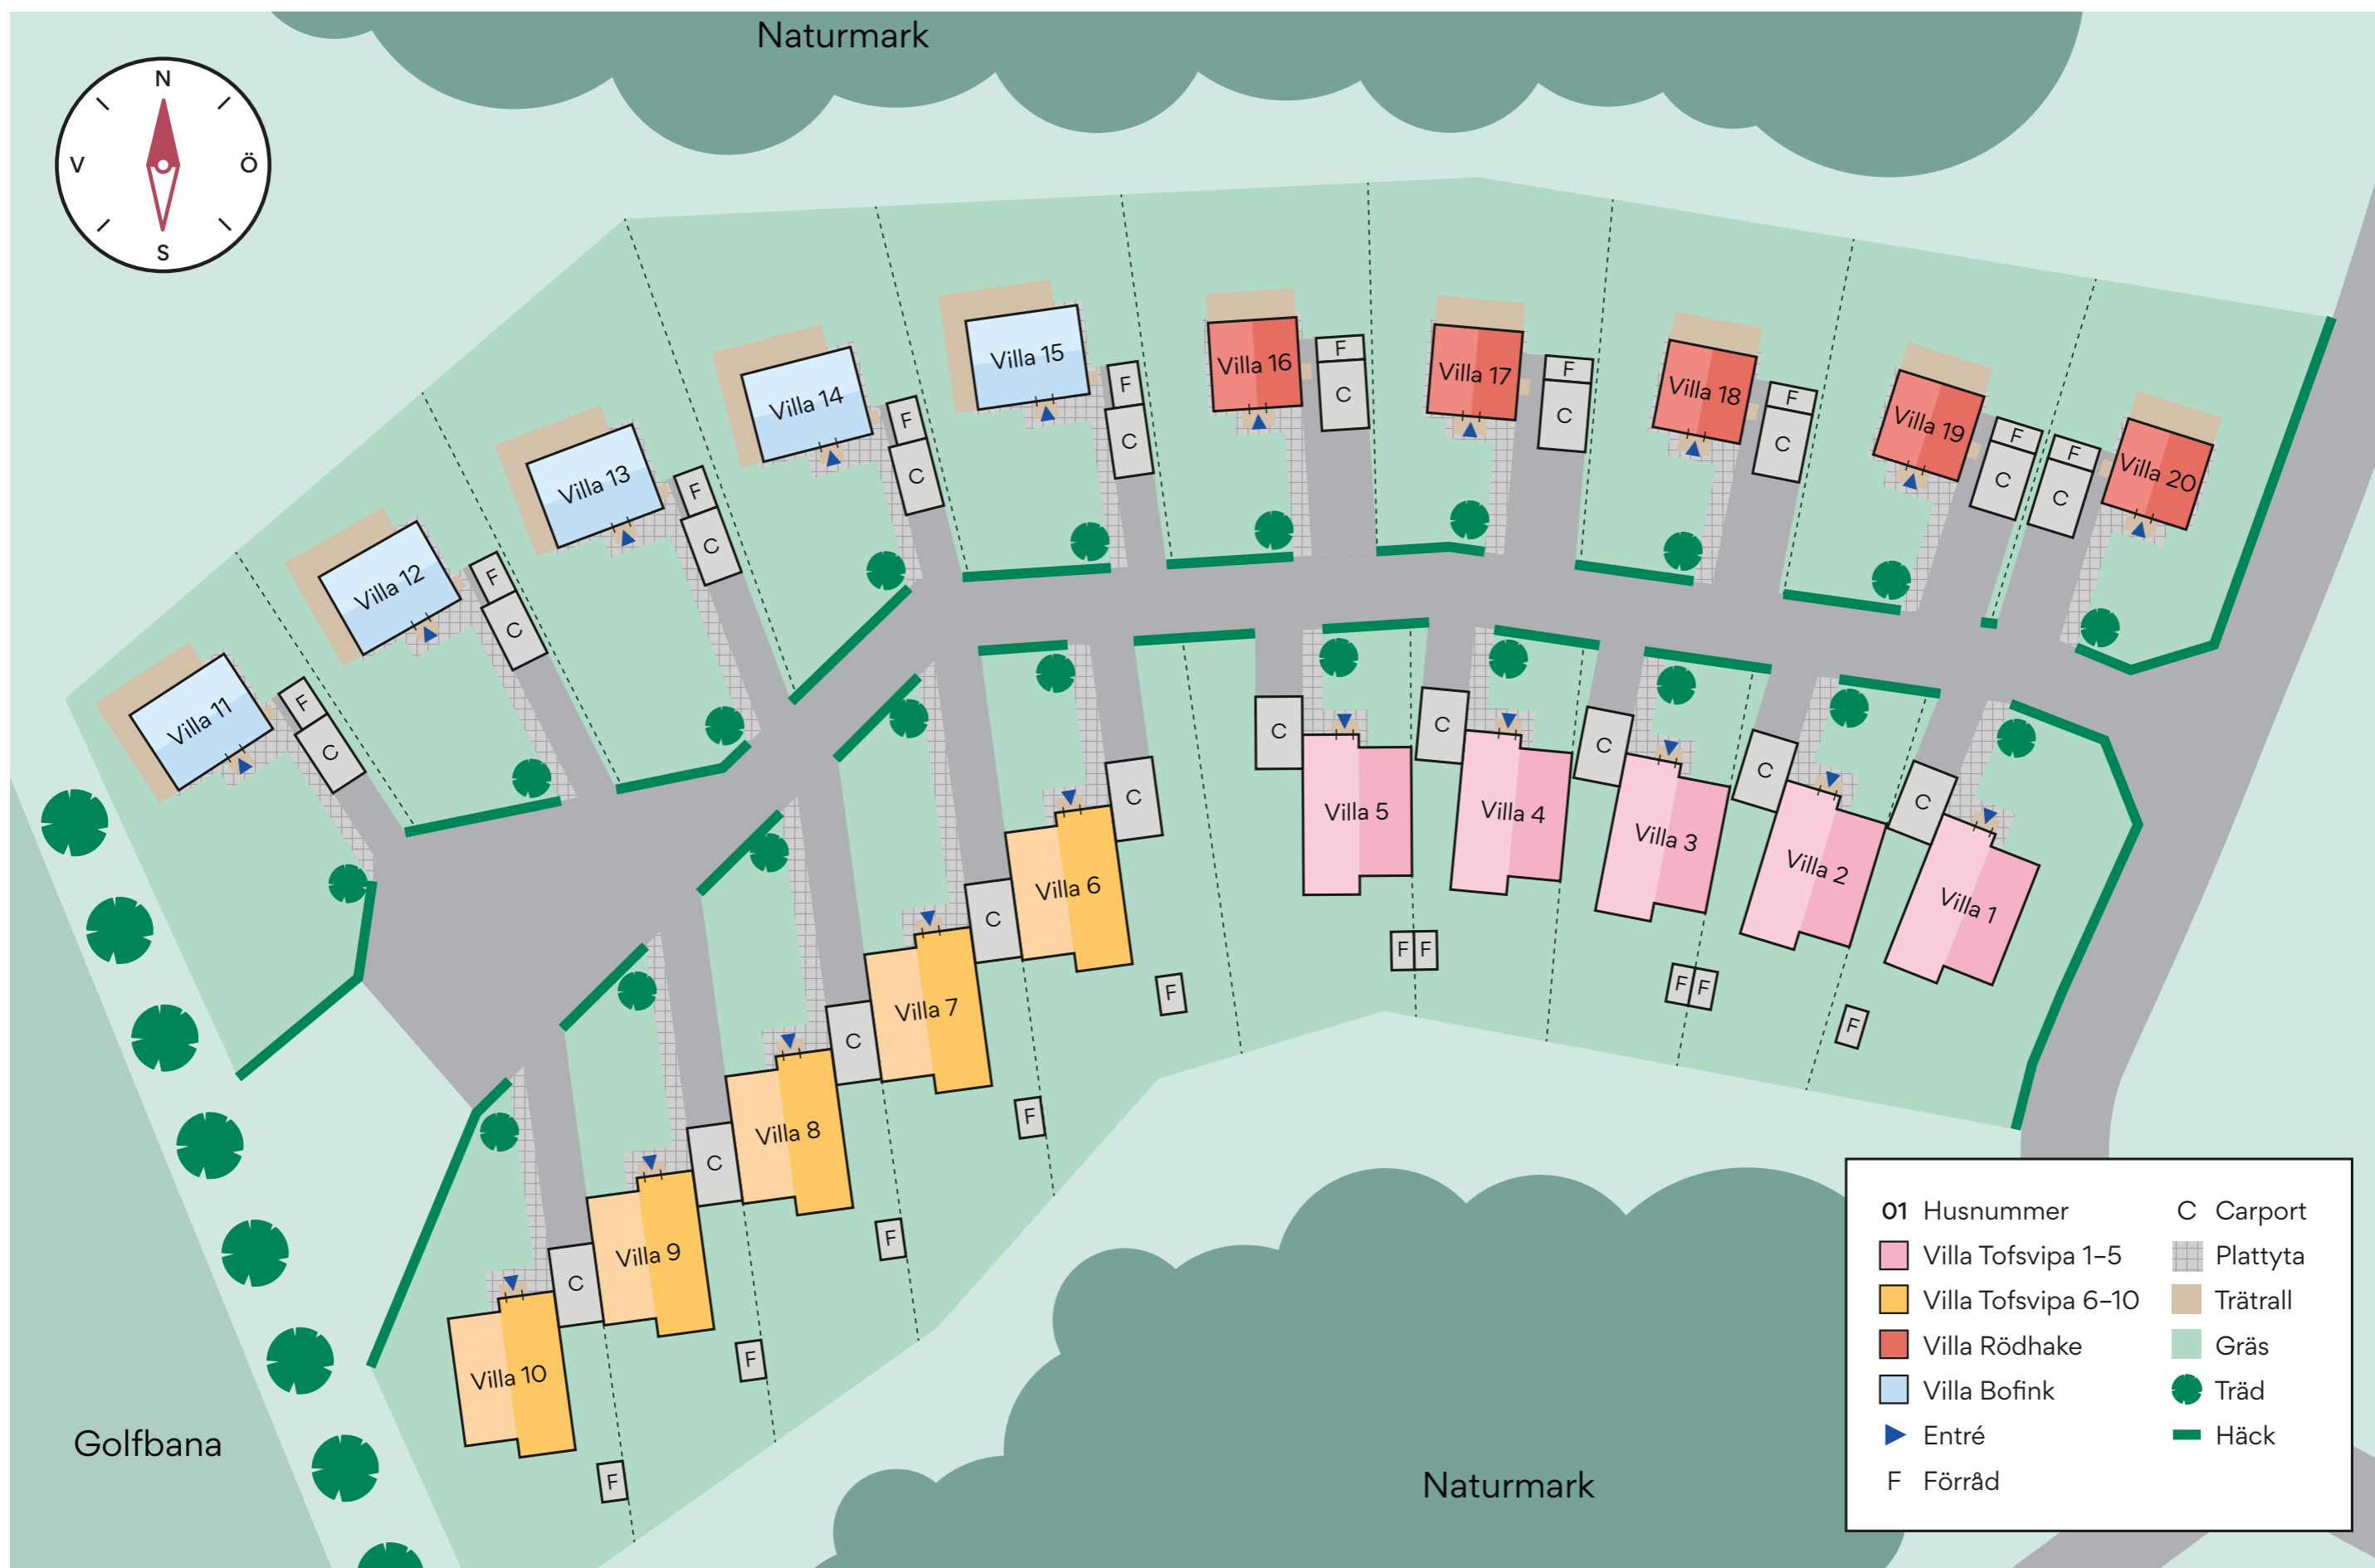 Naturmark
N
V
Ö
S
Villa 15
F
C
Villa 16
F
C
Villa 17
F
C
Villa 18
F
C
Villa 19
F
C
F
C
Villa 20
Villa 14
F
C
Villa 13
F
C
Villa 12
F
C
Villa 11
F
C
C
Villa 5
C
Villa 4
C
Villa 3
C
Villa 2
C
Villa 1
C
Villa 6
C
Villa 7
C
Villa 8
C
Villa 9
C
Villa 10
F
F F
F F
F
F
F
F
F
Golfbana
Naturmark
01 Husnummer
Villa Tofsvipa 1–5
Villa Tofsvipa 6–10
Villa Rödhake
Villa Bofink
Entré
F Förråd
C Carport
Plattyta
Trätrall
Gräs
Träd
Häck